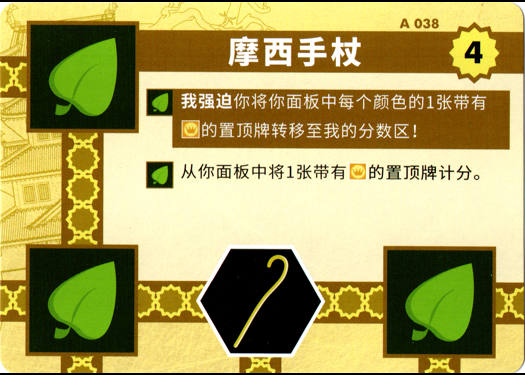 A 038
摩西手杖
4
我强迫你将你面板中每个颜色的1张带有
的置顶牌转移至我的分数区！
从你面板中将1张带有的置顶牌计分。